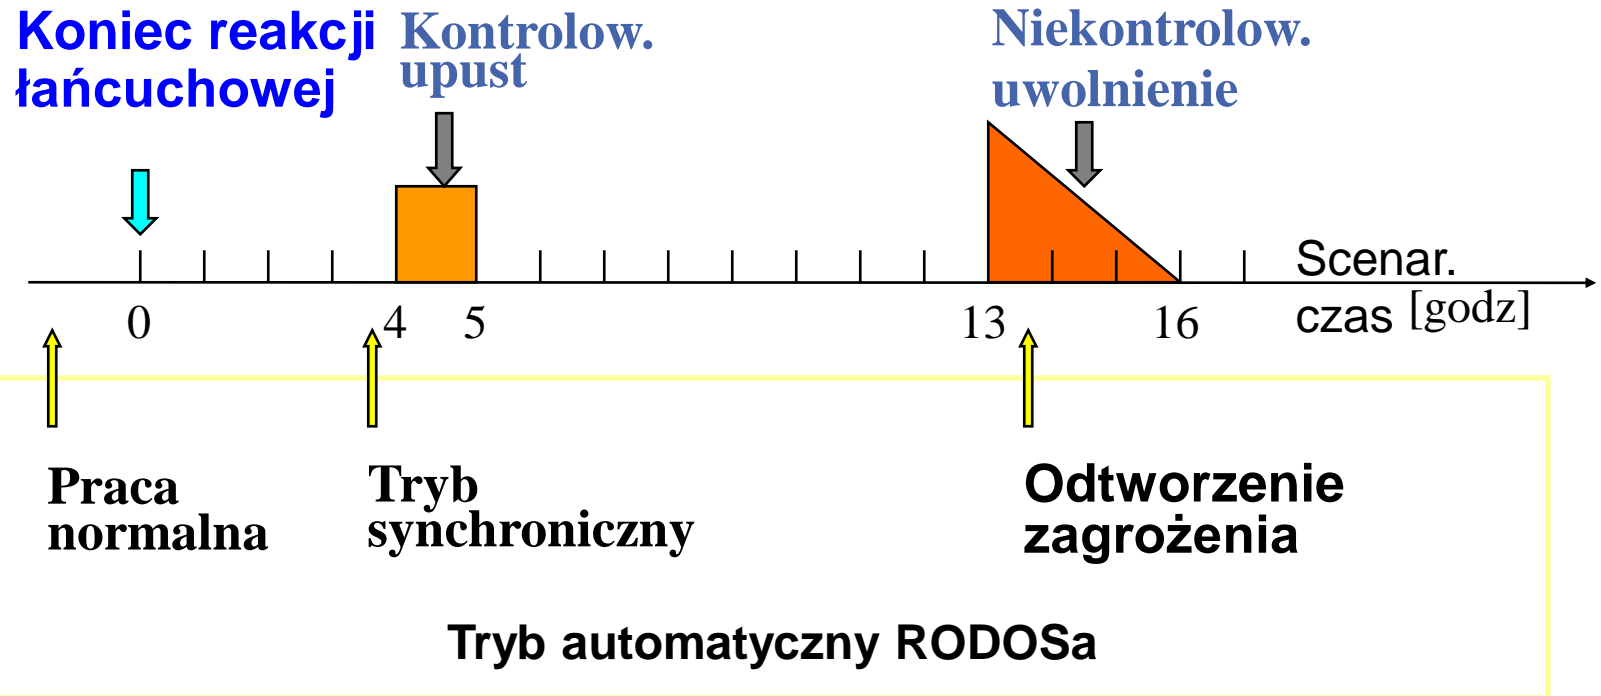 Koniec reakcji
łańcuchowej
Kontrolow.
upust
Niekontrolow.
uwolnienie
Scenar.
czas [godz]
0 4 5 13 16
Praca
normalna
Tryb
synchroniczny
Odtworzenie
zagrożenia
Tryb automatyczny RODOSa